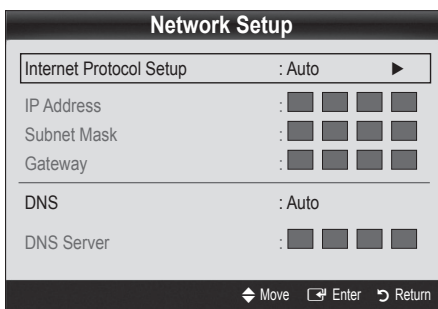 Network Setup
Internet Protocol Setup : Auto ►
IP Address :
Subnet Mask :
Gateway :
DNS : Auto
DNS Server :
Move Enter Return